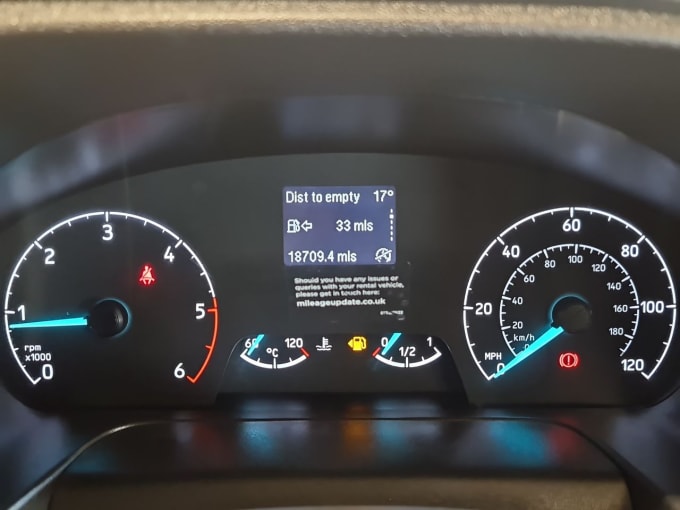 Dist to empty 17°
33 mls
18709.4 mls
Should you have any issues or
queries with your rental vehicle,
please get in touch here:
mileageupdate.co.uk
0
1
2
3
4
5
6
rpm
x1000
60 120
°C
0 1/2 1
0
20
40
60
80
100
120
MPH
20
40
60
80
100
120
140
160
180
km/h